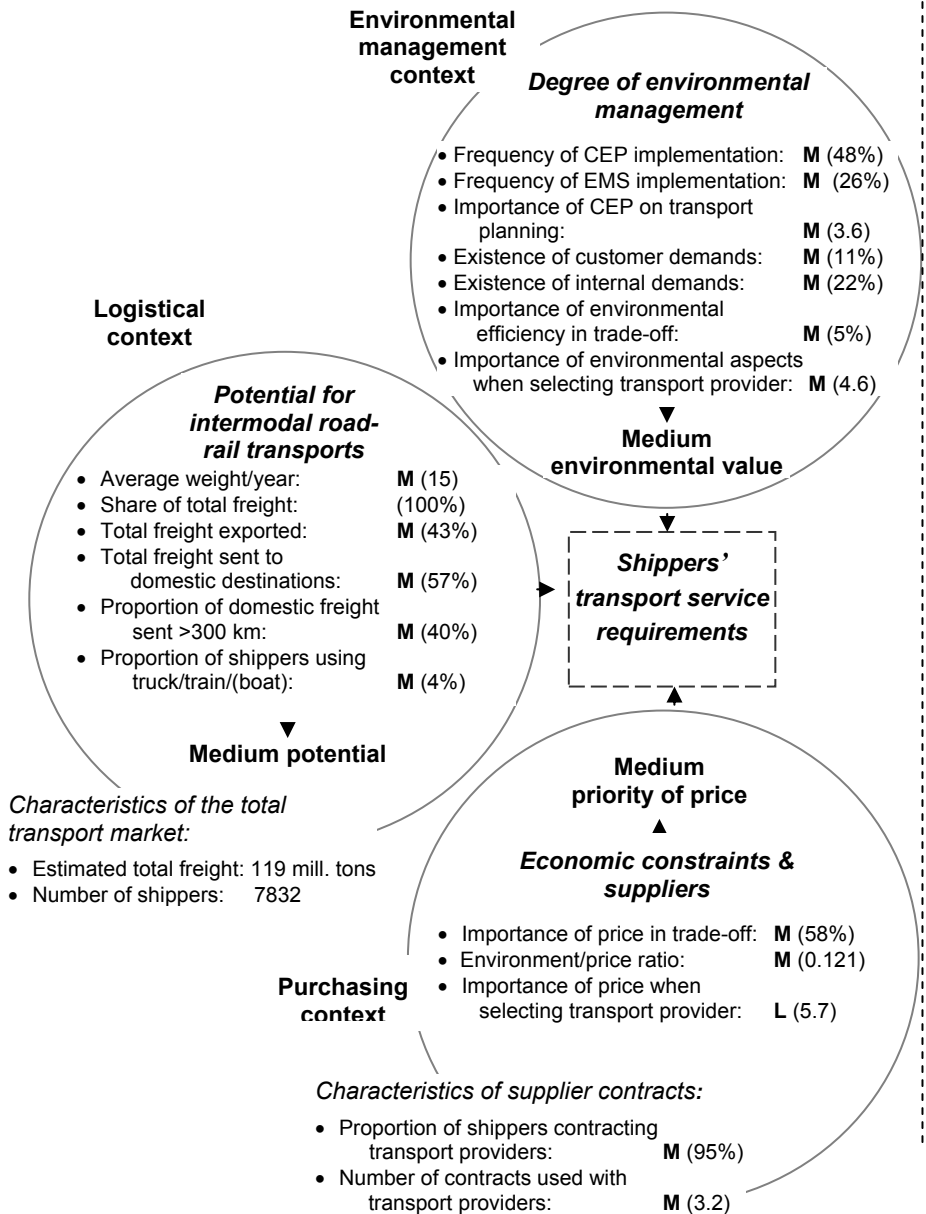 Environmental
management
context
Degree of environmental
management
• Frequency of CEP implementation: M (48%)
• Frequency of EMS implementation: M (26%)
• Importance of CEP on transport
planning: M (3.6)
• Existence of customer demands: M (11%)
• Existence of internal demands: M (22%)
• Importance of environmental
efficiency in trade-off: M (5%)
• Importance of environmental aspects
when selecting transport provider: M (4.6)
Medium
environmental value
Logistical
context
Potential for
intermodal road-
rail transports
• Average weight/year: M (15)
• Share of total freight: (100%)
• Total freight exported: M (43%)
• Total freight sent to
domestic destinations: M (57%)
• Proportion of domestic freight
sent >300 km: M (40%)
• Proportion of shippers using
truck/train/(boat): M (4%)
Medium potential
Shippers’
transport service
requirements
Characteristics of the total
transport market:
• Estimated total freight: 119 mill. tons
• Number of shippers: 7832
Medium
priority of price
Economic constraints &
suppliers
• Importance of price in trade-off: M (58%)
• Environment/price ratio: M (0.121)
• Importance of price when
selecting transport provider: L (5.7)
Purchasing
context
Characteristics of supplier contracts:
• Proportion of shippers contracting
transport providers: M (95%)
• Number of contracts used with
transport providers: M (3.2)